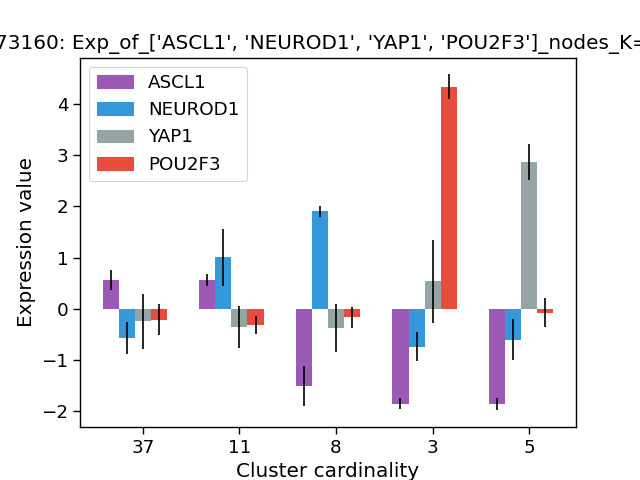 73160: Exp_of_['ASCL1', 'NEUROD1', 'YAP1', 'POU2F3']_nodes_K=
ASCL1
NEUROD1
YAP1
POU2F3
Expression value
4
3
2
1
0
−1
−2
37 11 8 3 5
Cluster cardinality